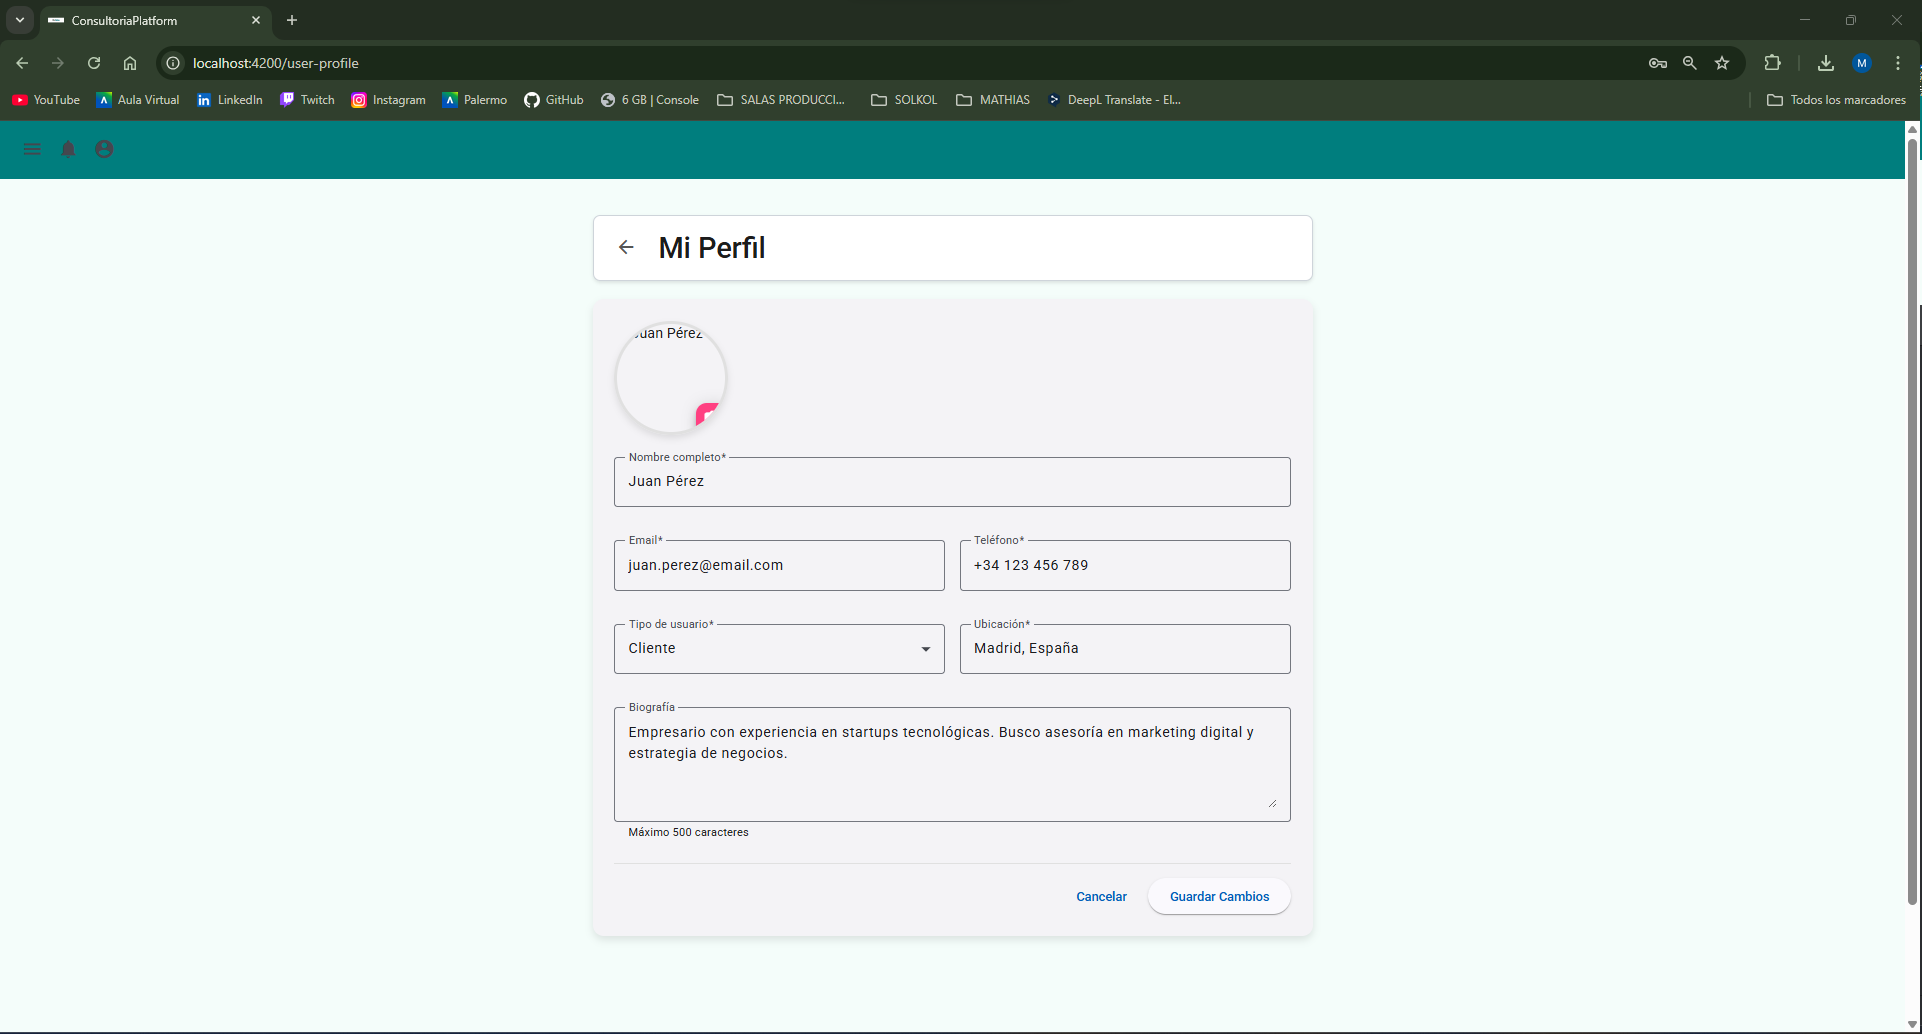 ConsultoriaPlatform
localhost:4200/user-profile
M
YouTube
Aula Virtual
LinkedIn
Twitch
Instagram
Palermo
GitHub
6 GB | Console
SALAS PRODUCCI...
SOLKOL
MATHIAS
DeepL Translate - El...
Todos los marcadores
Mi Perfil
Juan Pérez
Nombre completo*
Juan Pérez
Email*
juan.perez@email.com
Teléfono*
+34 123 456 789
Tipo de usuario*
Cliente
Ubicación*
Madrid, España
Biografía
Empresario con experiencia en startups tecnológicas. Busco asesoría en marketing digital y
estrategia de negocios.
Máximo 500 caracteres
Cancelar
Guardar Cambios